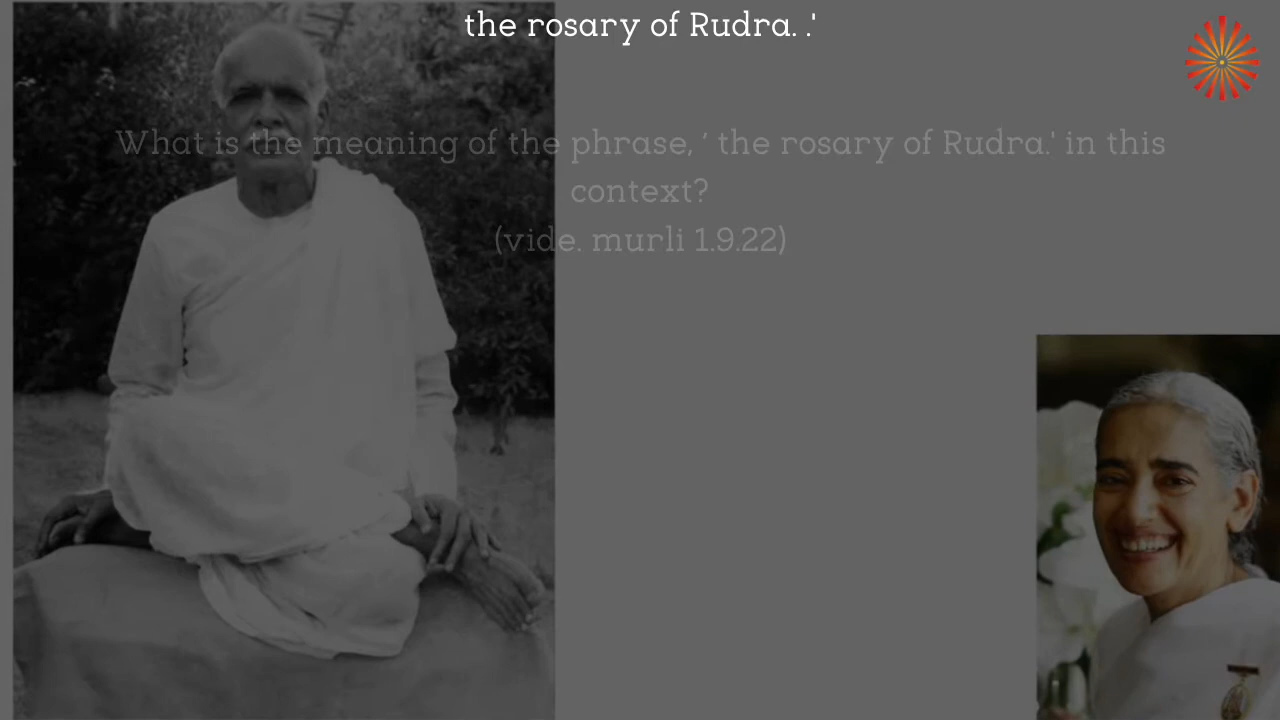 the rosary of Rudra. .'
What is the meaning of the phrase, ‘ the rosary of Rudra.' in this
context?
(vide. murli 1.9.22)